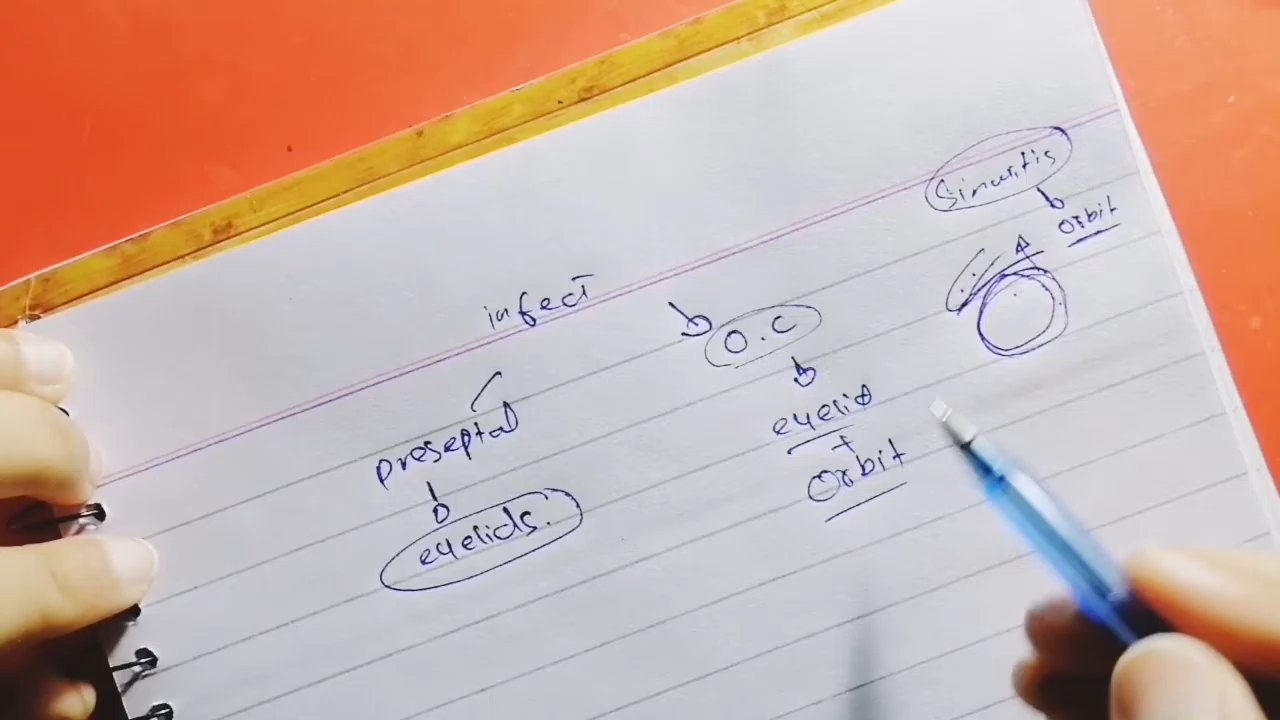 infect
preseptal
eyelids.
O.C
eyelid
+
Orbit
Sinusitis
orbit